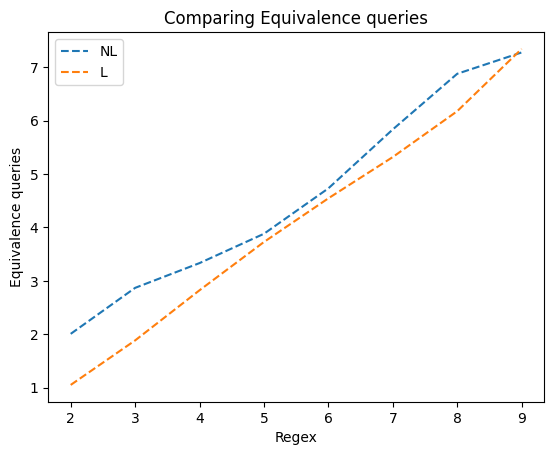 Comparing Equivalence queries
NL
L
Equivalence queries
7
6
5
4
3
2
1
2 3 4 5 6 7 8 9
Regex